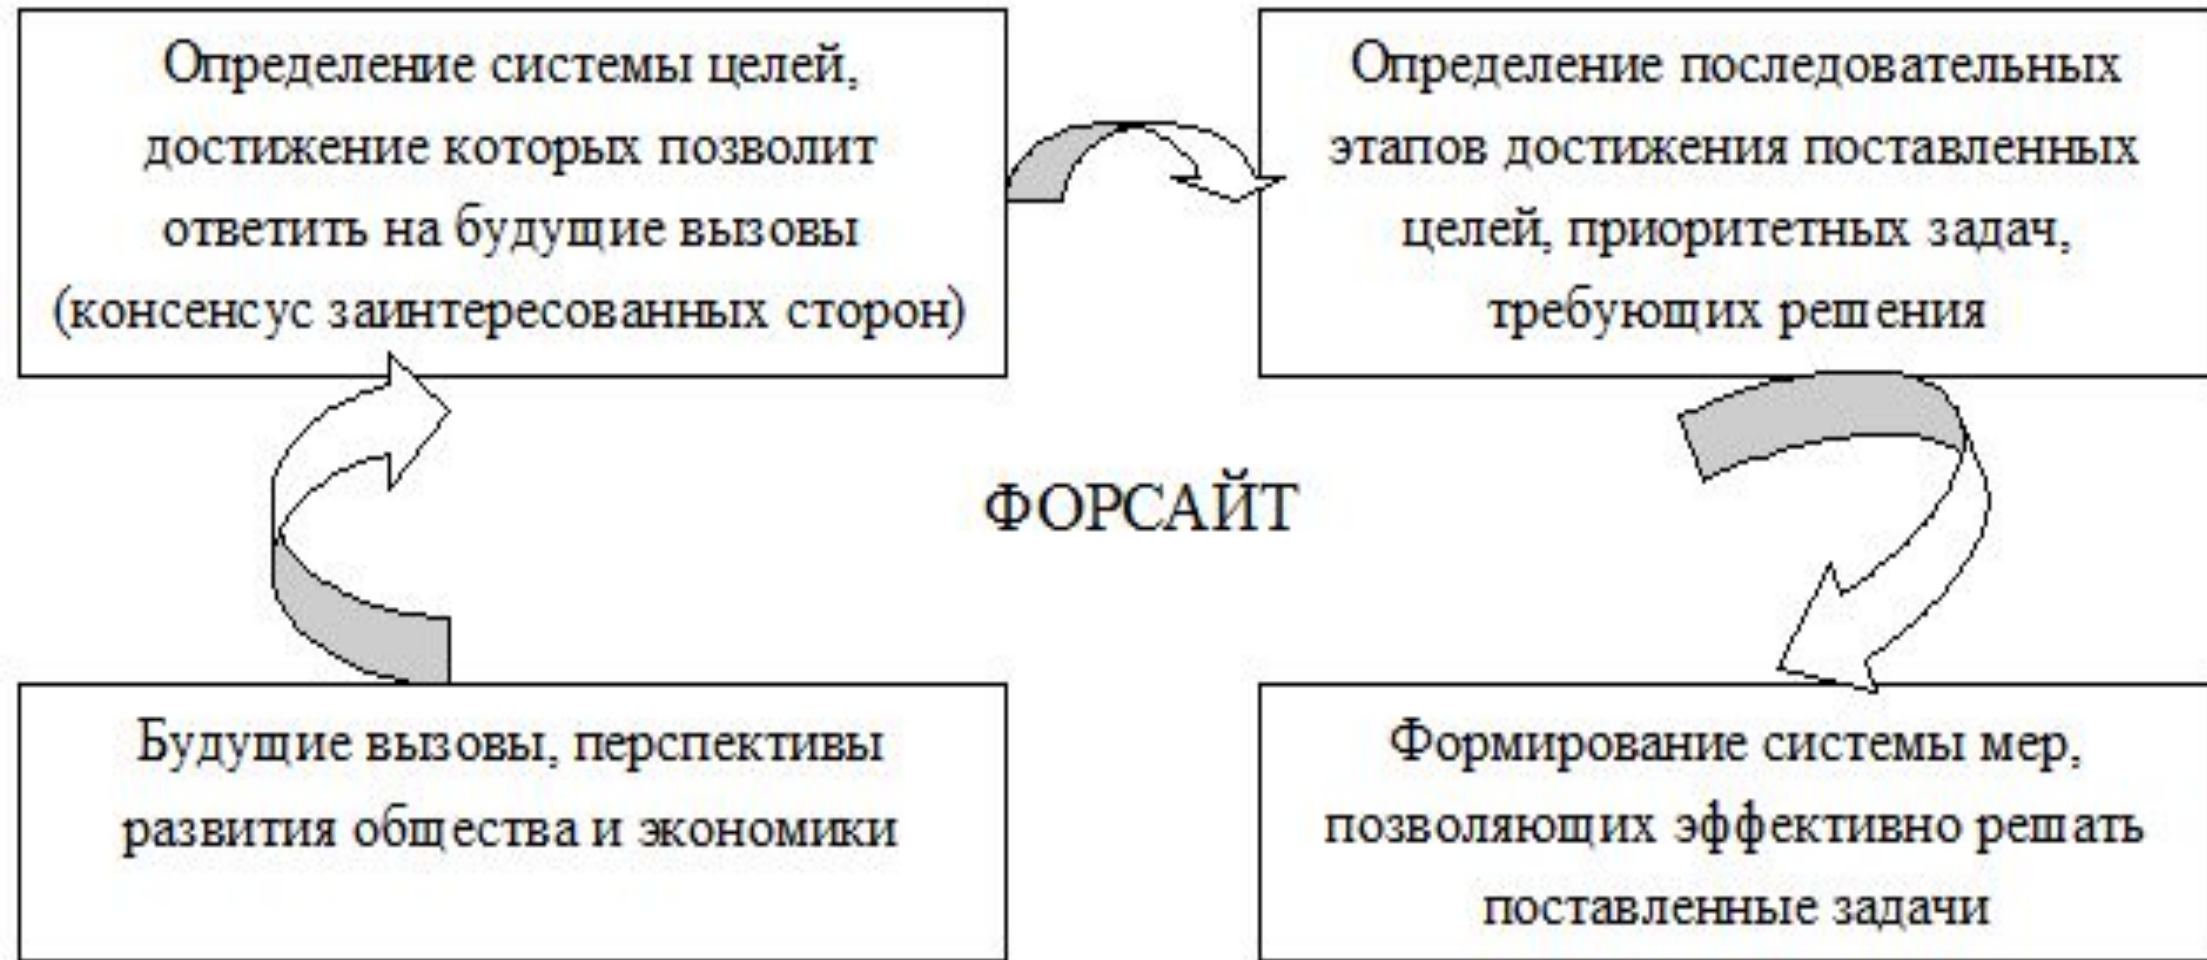 Определение системы целей,
достижение которых позволит
ответить на будущие вызовы
(консенсус заинтересованных сторон)
Определение последовательных
этапов достижения поставленных
целей, приоритетных задач,
требующих решения
ФОРСАЙТ
Будущие вызовы, перспективы
развития общества и экономики
Формирование системы мер,
позволяющих эффективно решать
поставленные задачи